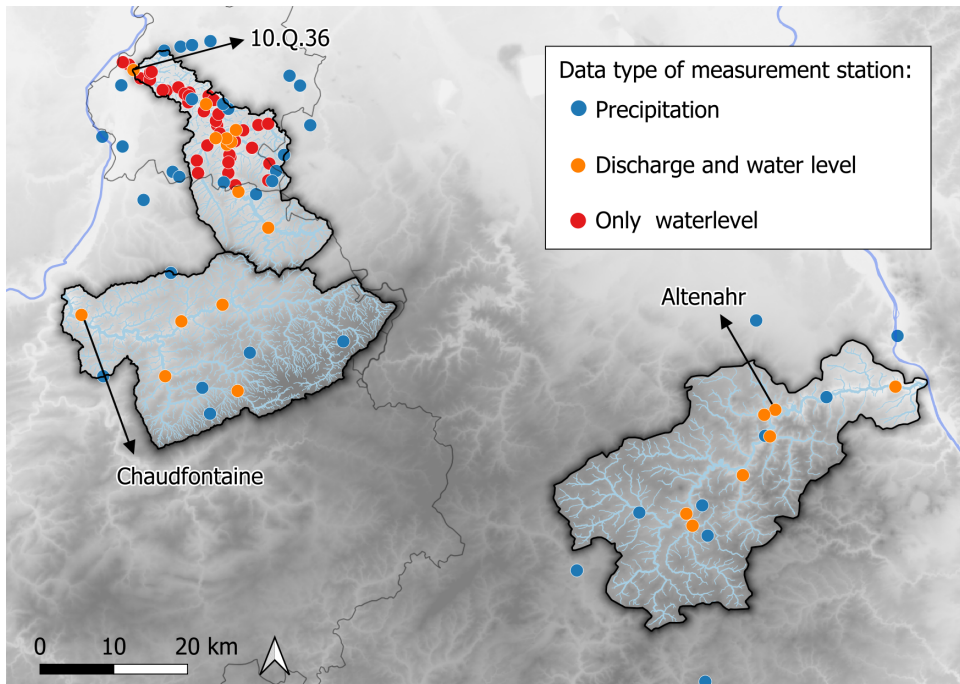 10.Q.36
Data type of measurement station:
Precipitation
Discharge and water level
Only waterlevel
Altenahr
Chaudfontaine
0 10 20 km